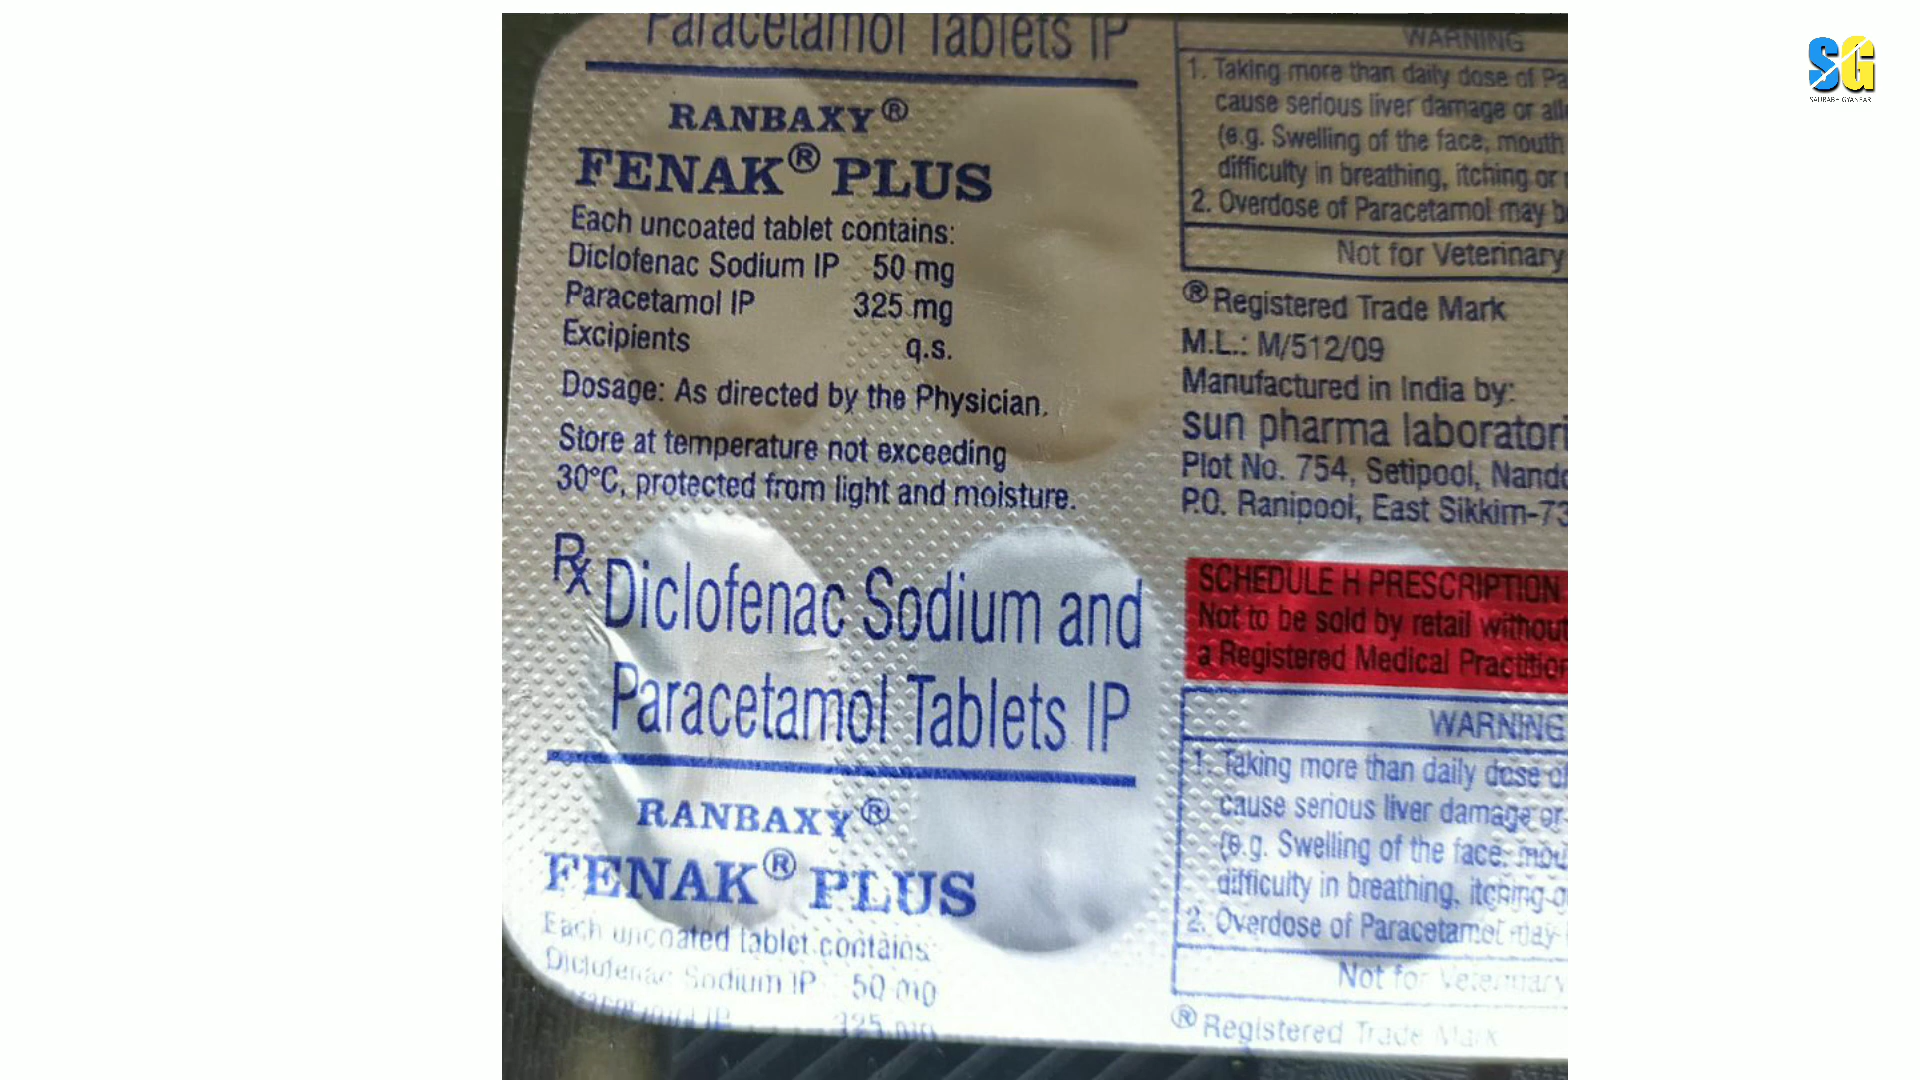 Paracetamol Tablets IP
RANBAXY®
FENAK® PLUS
Each uncoated tablet contains:
Diclofenac Sodium IP 50 mg
Paracetamol IP 325 mg
Excipients q.s.
Dosage: As directed by the Physician.
Store at temperature not exceeding
30°C, protected from light and moisture.
Rx Diclofenac Sodium and
Paracetamol Tablets IP
RANBAXY®
FENAK® PLUS
Each uncoated tablet contains:
Diclofenac Sodium IP 50 mg
325 mg
WARNING
1. Taking more than daily dose of
cause serious liver damage or
(e.g. Swelling of the face, mouth
difficulty in breathing, itching or
2. Overdose of Paracetamol may
Not for Veterinary
® Registered Trade Mark
M.L.: M/512/09
Manufactured in India by:
sun pharma
Plot No. 754, Setipool,
P.O. Ranipool, East Sikkim-
SCHEDULE H PRESCRIPTION
Not to be sold by retail without
a Registered Medical
WARNING
1. Taking more than daily dose of
cause serious liver damage or
(e.g. Swelling of the face,
difficulty in breathing, itching
2. Overdose of Paracetamol may
Not for Veterinary
® Registered Trade Mark
SG
SAURABH GYANSAR